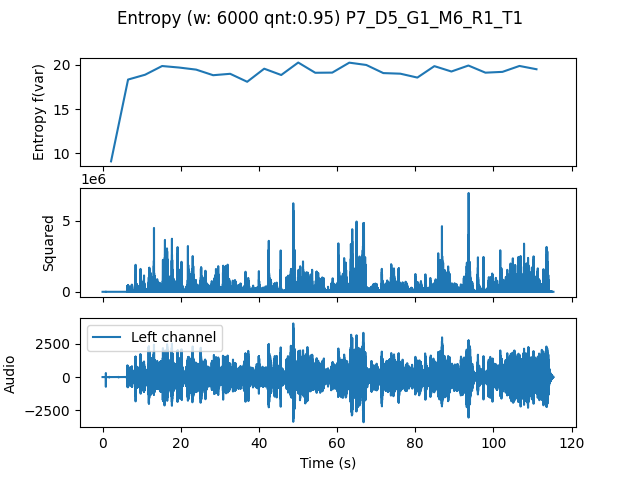 Entropy (w: 6000 qnt:0.95) P7_D5_G1_M6_R1_T1
Entropy f(var)
20
15
10
1e6
Squared
5
0
Audio
Left channel
2500
0
−2500
0 20 40 60 80 100 120
Time (s)